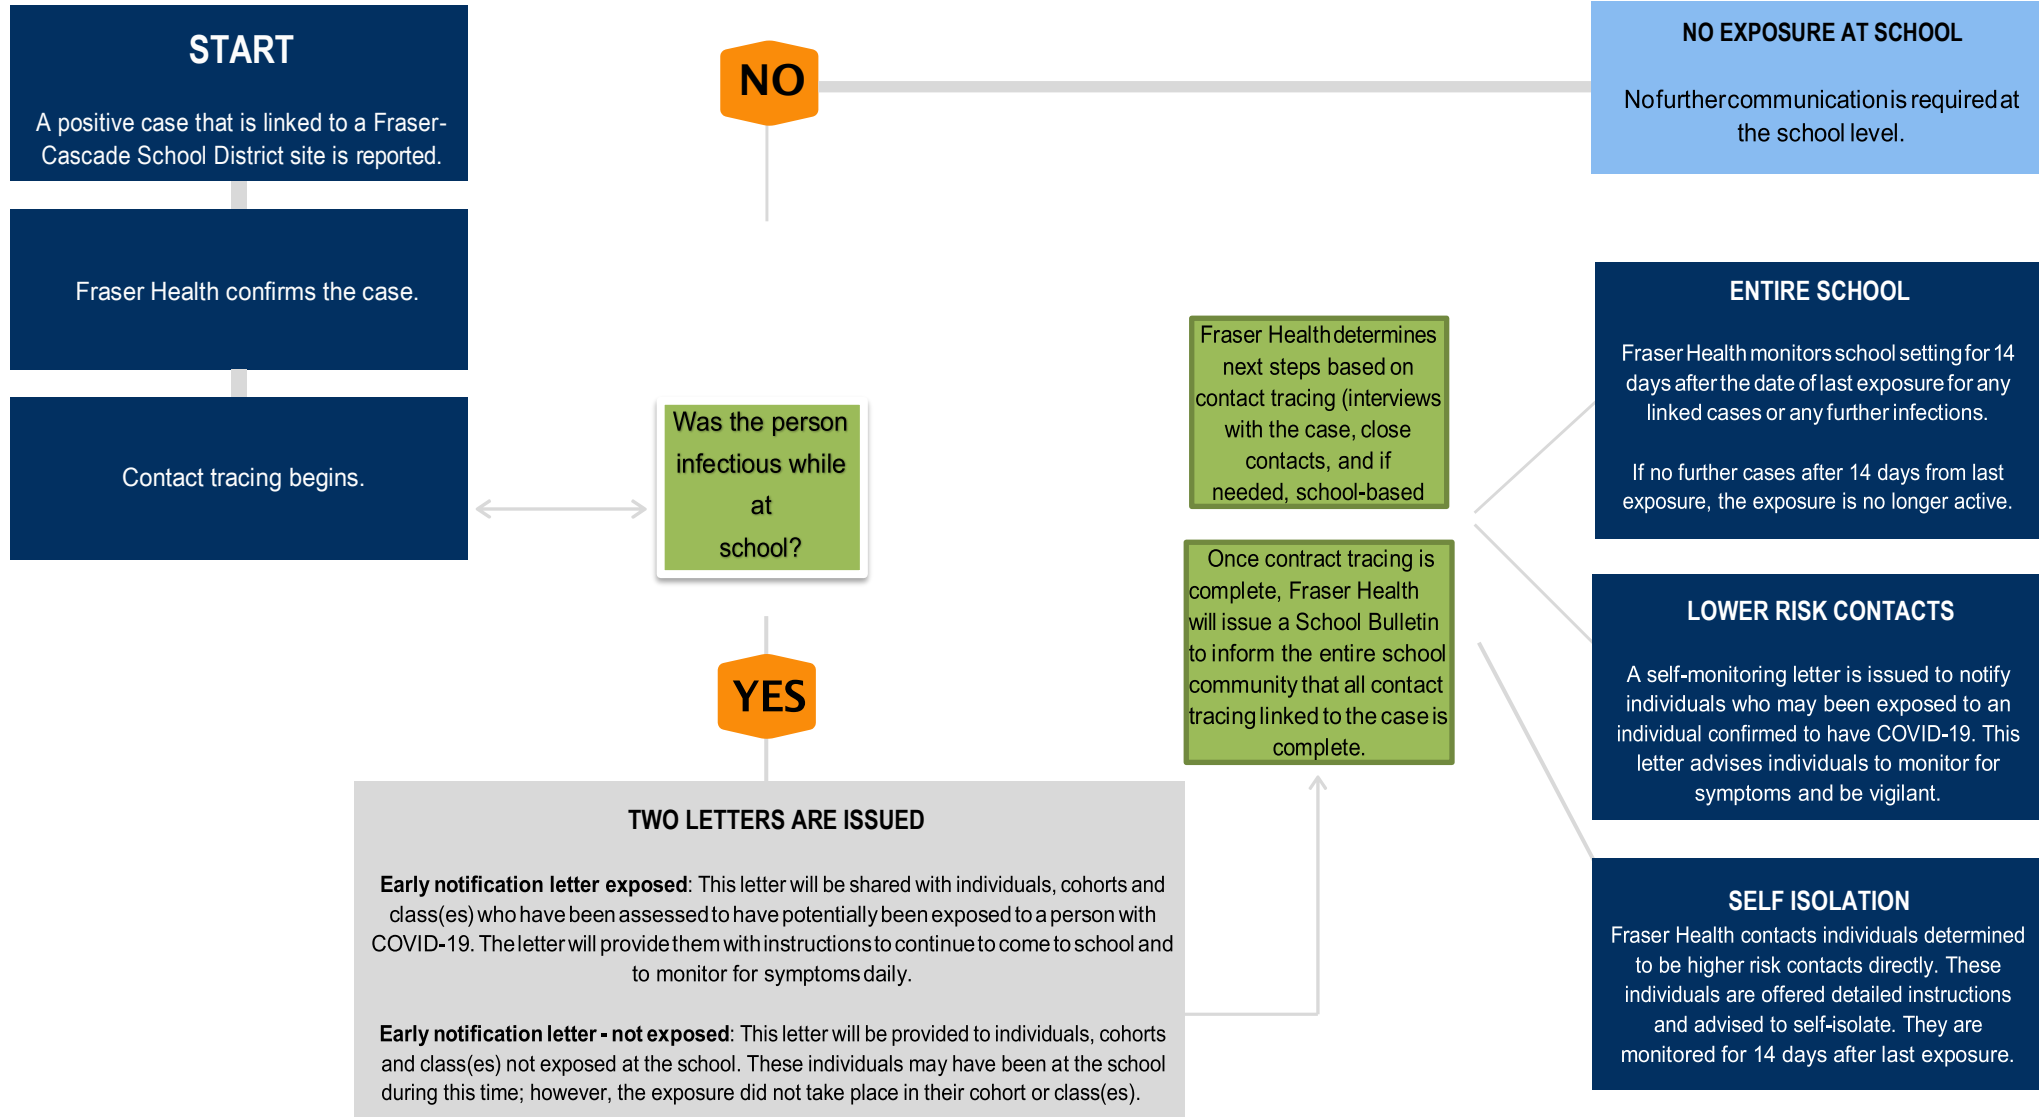 START
A positive case that is linked to a Fraser-
Cascade School District site is reported.
Fraser Health confirms the case.
Contact tracing begins.
Was the person
infectious while
at
school?
NO
NO EXPOSURE AT SCHOOL
No further communication is required at
the school level.
YES
TWO LETTERS ARE ISSUED
Early notification letter exposed: This letter will be shared with individuals, cohorts and
class(es) who have been assessed to have potentially been exposed to a person with
COVID-19. The letter will provide them with instructions to continue to come to school and
to monitor for symptoms daily.
Early notification letter - not exposed: This letter will be provided to individuals, cohorts
and class(es) not exposed at the school. These individuals may have been at the school
during this time; however, the exposure did not take place in their cohort or class(es).
Fraser Health determines
next steps based on
contact tracing (interviews
with the case, close
contacts, and if
needed, school-based
Once contract tracing is
complete, Fraser Health
will issue a School Bulletin
to inform the entire school
community that all contact
tracing linked to the case is
complete.
ENTIRE SCHOOL
Fraser Health monitors school setting for 14
days after the date of last exposure for any
linked cases or any further infections.
If no further cases after 14 days from last
exposure, the exposure is no longer active.
LOWER RISK CONTACTS
A self-monitoring letter is issued to notify
individuals who may been exposed to an
individual confirmed to have COVID-19. This
letter advises individuals to monitor for
symptoms and be vigilant.
SELF ISOLATION
Fraser Health contacts individuals determined
to be higher risk contacts directly. These
individuals are offered detailed instructions
and advised to self-isolate. They are
monitored for 14 days after last exposure.